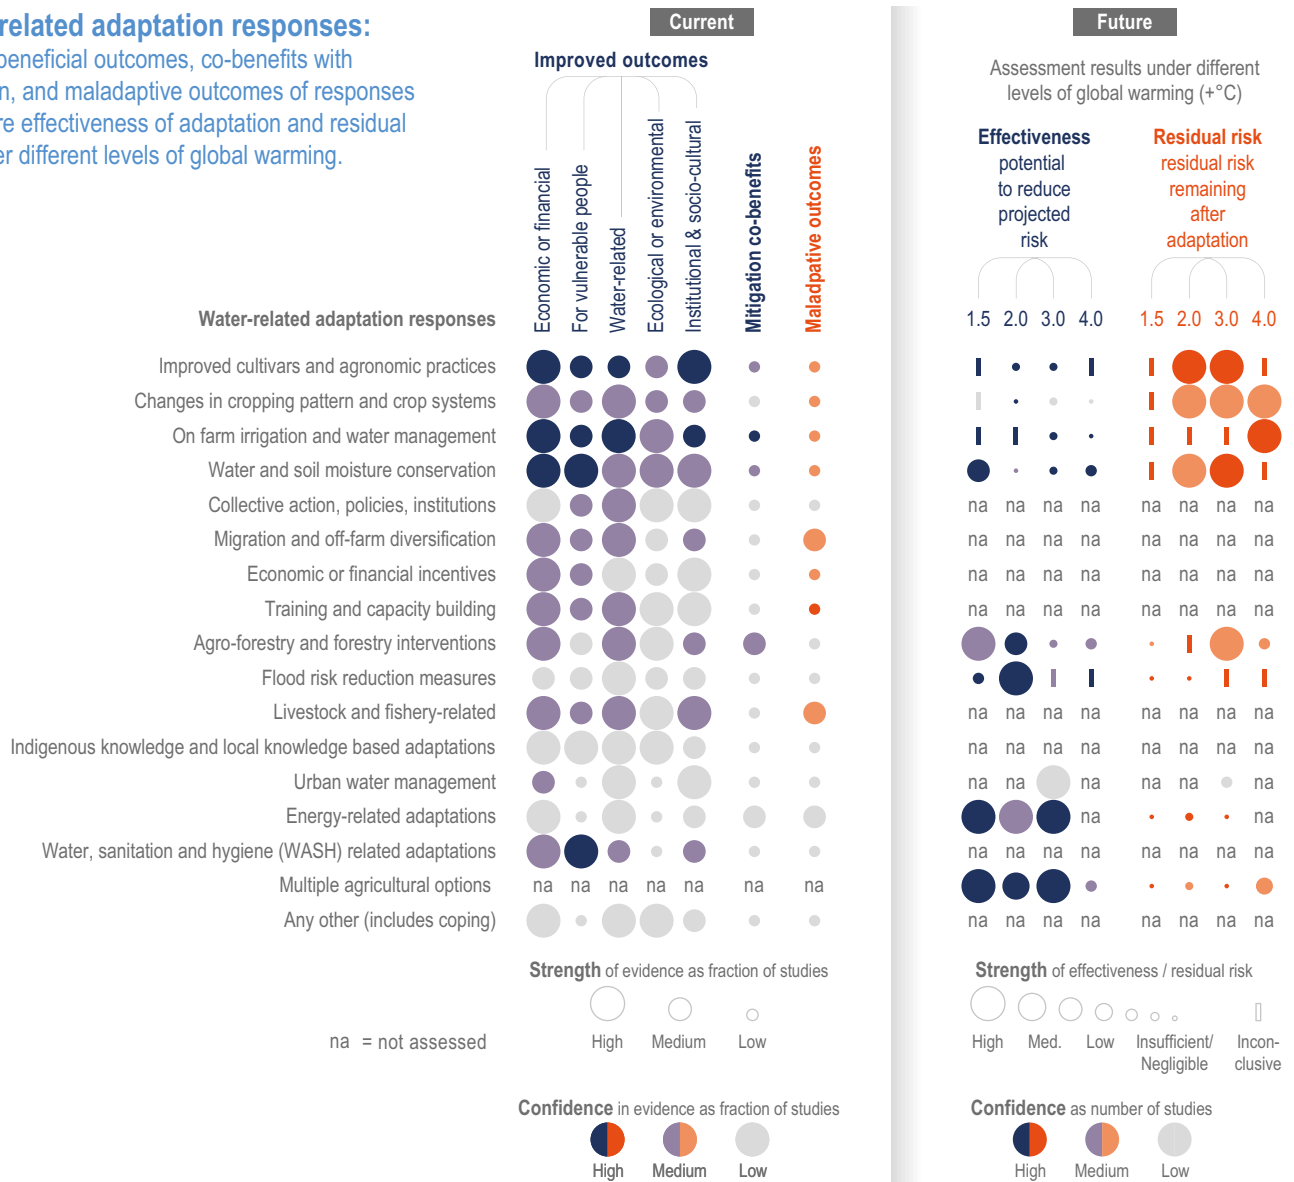 related adaptation responses:
beneficial outcomes, co-benefits with
n, and maladaptive outcomes of responses
re effectiveness of adaptation and residual
er different levels of global warming.
Current
Improved outcomes
Economic or financial
For vulnerable people
Water-related
Ecological or environmental
Institutional & socio-cultural
Mitigation co-benefits
Maladpative outcomes
Future
Assessment results under different
levels of global warming (+°C)
Effectiveness
potential
to reduce
projected
risk
Residual risk
residual risk
remaining
after
adaptation
Water-related adaptation responses
1.5 2.0 3.0 4.0 1.5 2.0 3.0 4.0
Improved cultivars and agronomic practices
Changes in cropping pattern and crop systems
On farm irrigation and water management
Water and soil moisture conservation
Collective action, policies, institutions na na na na na na na na
Migration and off-farm diversification na na na na na na na na
Economic or financial incentives na na na na na na na na
Training and capacity building na na na na na na na na
Agro-forestry and forestry interventions
Flood risk reduction measures
Livestock and fishery-related na na na na na na na na
Indigenous knowledge and local knowledge based adaptations na na na na na na na na
Urban water management na na na na na na
Energy-related adaptations na na
Water, sanitation and hygiene (WASH) related adaptations na na na na na na na na
Multiple agricultural options na na na na na na na
Any other (includes coping) na na na na na na na na
Strength of evidence as fraction of studies
High Medium Low
na = not assessed
Confidence in evidence as fraction of studies
High Medium Low
Strength of effectiveness / residual risk
High Med. Low Insufficient/ Incon-
Negligible clusive
Confidence as number of studies
High Medium Low